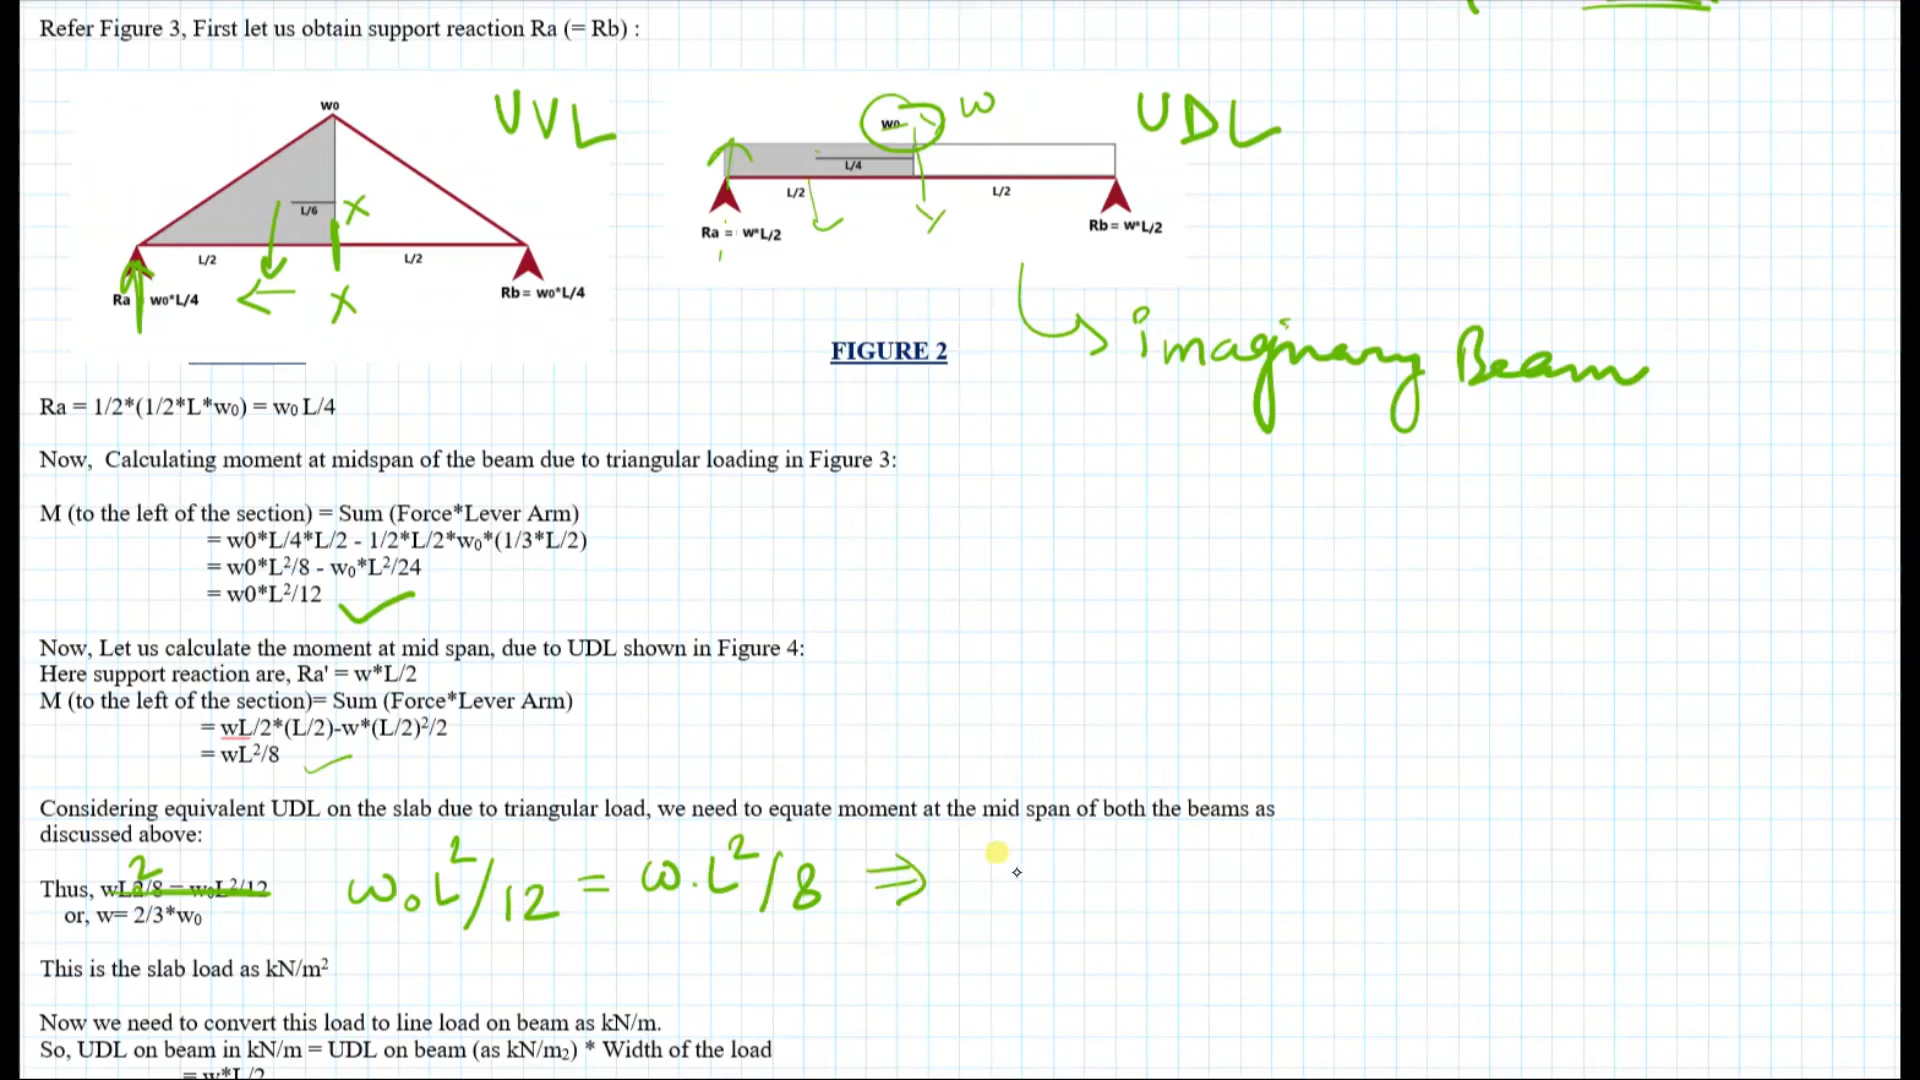 Refer Figure 3, First let us obtain support reaction Ra (= Rb) :
w0
UVL
L/6
X
L/2
L/2
Ra
w0*L/4
X
Rb= w0*L/4
w0
w
UDL
L/4
L/2
L/2
Ra = w*L/2
Rb= w*L/2
FIGURE 2
imaginary Beam
Ra = 1/2*(1/2*L*w₀) = w₀ L/4
Now, Calculating moment at midspan of the beam due to triangular loading in Figure 3:
M (to the left of the section) = Sum (Force*Lever Arm)
= w0*L/4*L/2 - 1/2*L/2*w₀*(1/3*L/2)
= w0*L²/8 - w₀*L²/24
= w0*L²/12
Now, Let us calculate the moment at mid span, due to UDL shown in Figure 4:
Here support reaction are, Ra' = w*L/2
M (to the left of the section)= Sum (Force*Lever Arm)
= wL/2*(L/2)-w*(L/2)²/2
= wL²/8
Considering equivalent UDL on the slab due to triangular load, we need to equate moment at the mid span of both the beams as
discussed above:
2
Thus, wL2/8 = w₀L²/12
w₀L²/12 = w.L²/8 ⇒
or, w= 2/3*w₀
This is the slab load as kN/m²
Now we need to convert this load to line load on beam as kN/m.
So, UDL on beam in kN/m = UDL on beam (as kN/m₂) * Width of the load
= w*L/2